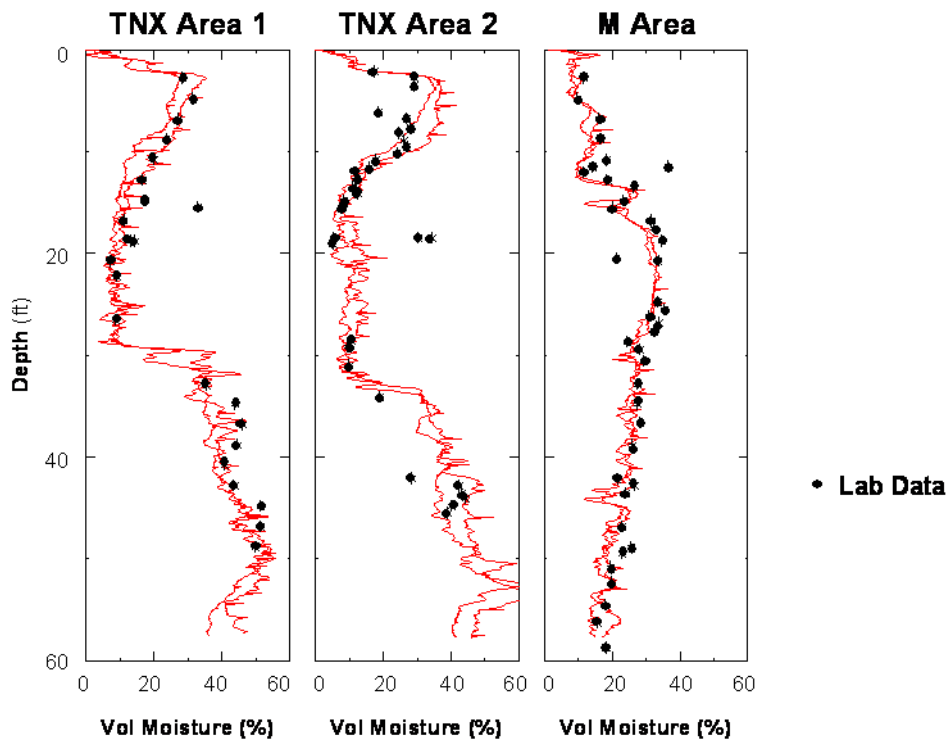 TNX Area 1 TNX Area 2 M Area
0
20
40
60
Depth (ft)
0 20 40 60 0 20 40 60 0 20 40 60
Vol Moisture (%) Vol Moisture (%) Vol Moisture (%)
Lab Data